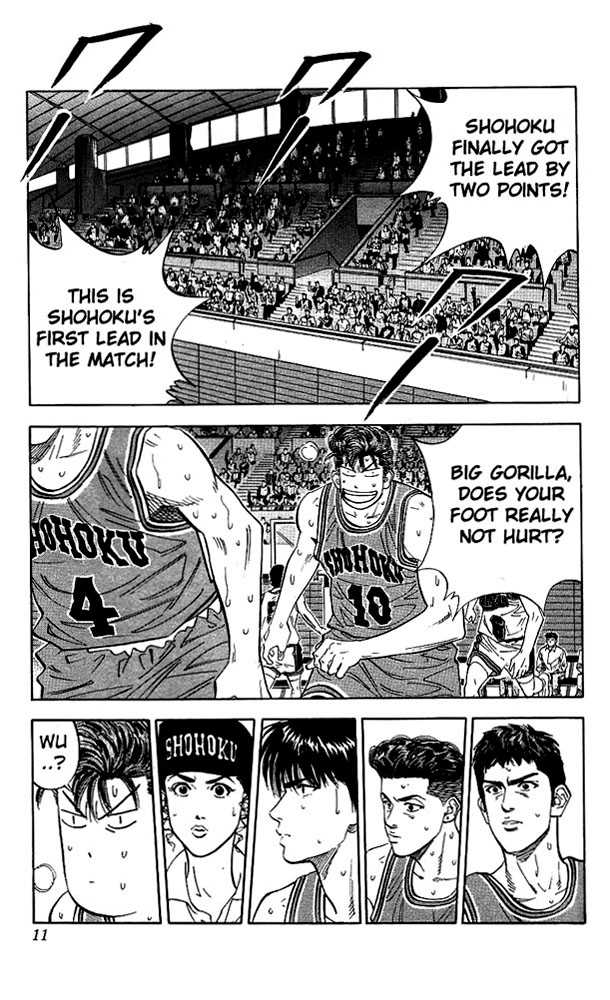 SHOHOKU
FINALLY GOT
THE LEAD BY
TWO POINTS!
THIS IS
SHOHOKU'S
FIRST LEAD IN
THE MATCH!
BIG GORILLA,
DOES YOUR
FOOT REALLY
NOT HURT?
SHOHOKU
4
SHOHOKU
10
WU
..?
SHOHOKU
11